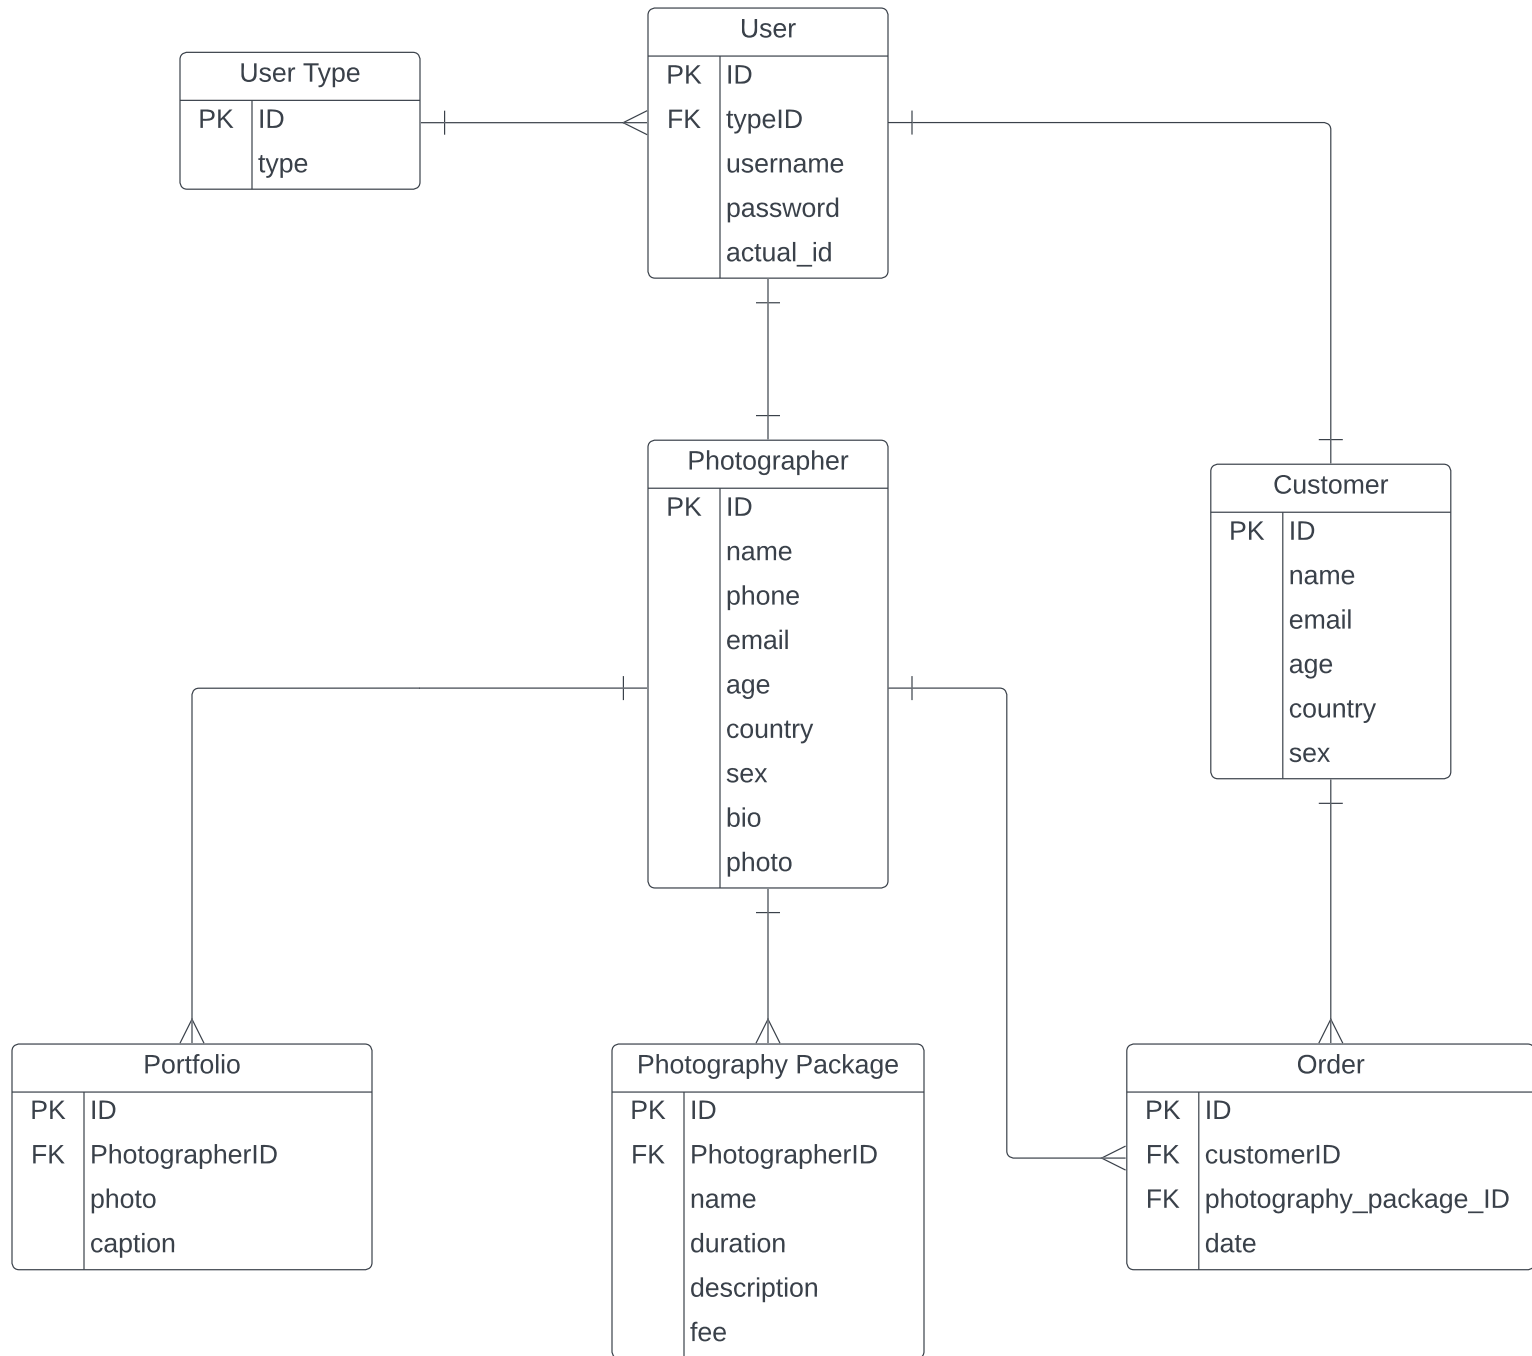 User
PK ID
FK typeID
username
password
actual_id
User Type
PK ID
type
Photographer
PK ID
name
phone
email
age
country
sex
bio
photo
Customer
PK ID
name
email
age
country
sex
Portfolio
PK ID
FK PhotographerID
photo
caption
Photography Package
PK ID
FK PhotographerID
name
duration
description
fee
Order
PK ID
FK customerID
FK photography_package_ID
date